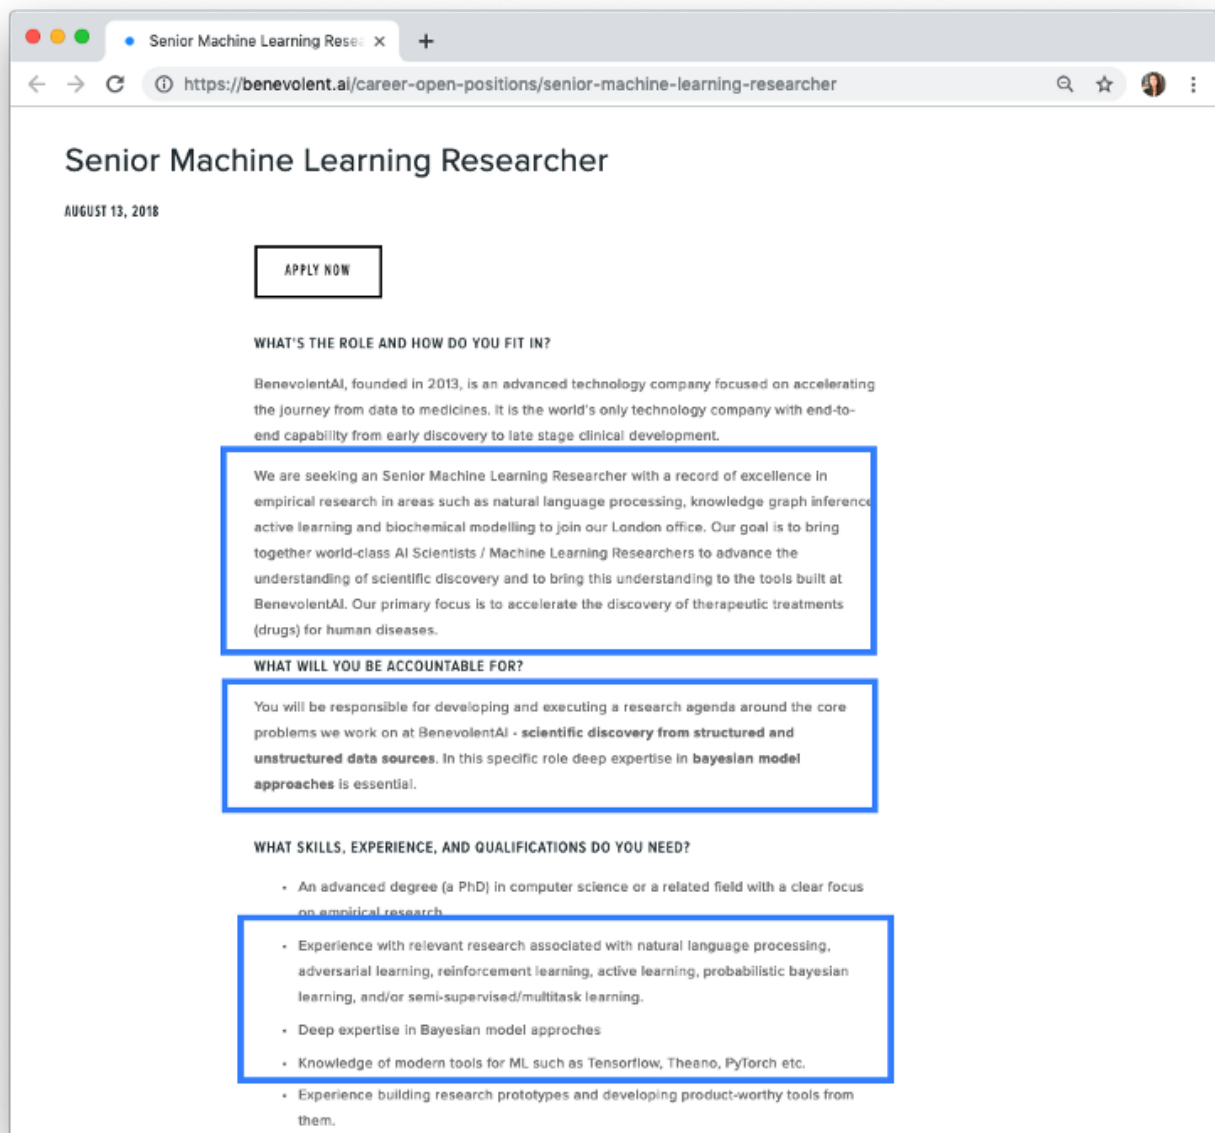 Senior Machine Learning Rese
https://benevolent.ai/career-open-positions/senior-machine-learning-researcher
Senior Machine Learning Researcher
AUGUST 13, 2018
APPLY NOW
WHAT'S THE ROLE AND HOW DO YOU FIT IN?
BenevolentAI, founded in 2013, is an advanced technology company focused on accelerating
the journey from data to medicines. It is the world's only technology company with end-to-
end capability from early discovery to late stage clinical development.
We are seeking an Senior Machine Learning Researcher with a record of excellence in
empirical research in areas such as natural language processing, knowledge graph inference
active learning and biochemical modelling to join our London office. Our goal is to bring
together world-class AI Scientists / Machine Learning Researchers to advance the
understanding of scientific discovery and to bring this understanding to the tools built at
BenevolentAI. Our primary focus is to accelerate the discovery of therapeutic treatments
(drugs) for human diseases.
WHAT WILL YOU BE ACCOUNTABLE FOR?
You will be responsible for developing and executing a research agenda around the core
problems we work on at BenevolentAI - scientific discovery from structured and
unstructured data sources. In this specific role deep expertise in bayesian model
approaches is essential.
WHAT SKILLS, EXPERIENCE, AND QUALIFICATIONS DO YOU NEED?
• An advanced degree (a PhD) in computer science or a related field with a clear focus
on empirical research
• Experience with relevant research associated with natural language processing,
adversarial learning, reinforcement learning, active learning, probabilistic bayesian
learning, and/or semi-supervised/multitask learning.
• Deep expertise in Bayesian model approches
• Knowledge of modern tools for ML such as Tensorflow, Theano, PyTorch etc.
• Experience building research prototypes and developing product-worthy tools from
them.